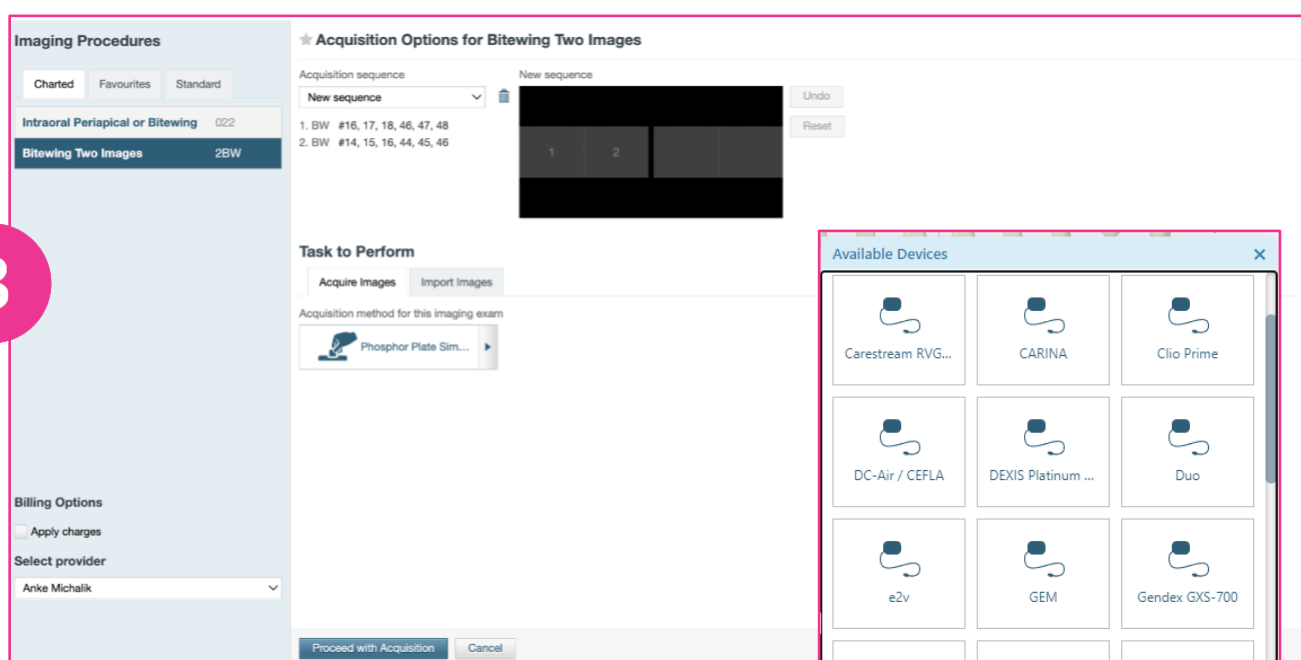 Imaging Procedures
Charted Favourites Standard
Intraoral Periapical or Bitewing 022
Bitewing Two Images 2BW
Billing Options
Apply charges
Select provider
Anke Michalik
Acquisition Options for Bitewing Two Images
Acquisition sequence New sequence
New sequence
1. BW #16, 17, 18, 46, 47, 48
2. BW #14, 15, 16, 44, 45, 46
1 2
Undo
Reset
Task to Perform
Acquire Images Import Images
Acquisition method for this imaging exam
Phosphor Plate Sim...
Proceed with Acquisition Cancel
Available Devices
Carestream RVG... CARINA Clio Prime
DC-Air / CEFLA DEXIS Platinum ... Duo
e2v GEM Gendex GXS-700